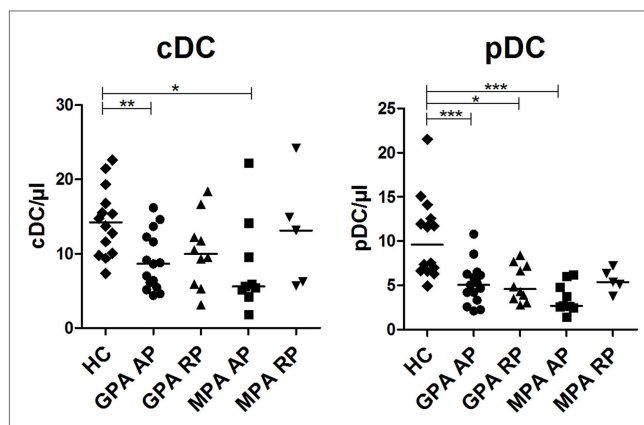 cDC
cDC/µl
30
20
10
0
*
**
HC
GPA AP
GPA RP
MPA AP
MPA RP
pDC
pDC/µl
25
20
15
10
5
0
***
*
***
HC
GPA AP
GPA RP
MPA AP
MPA RP